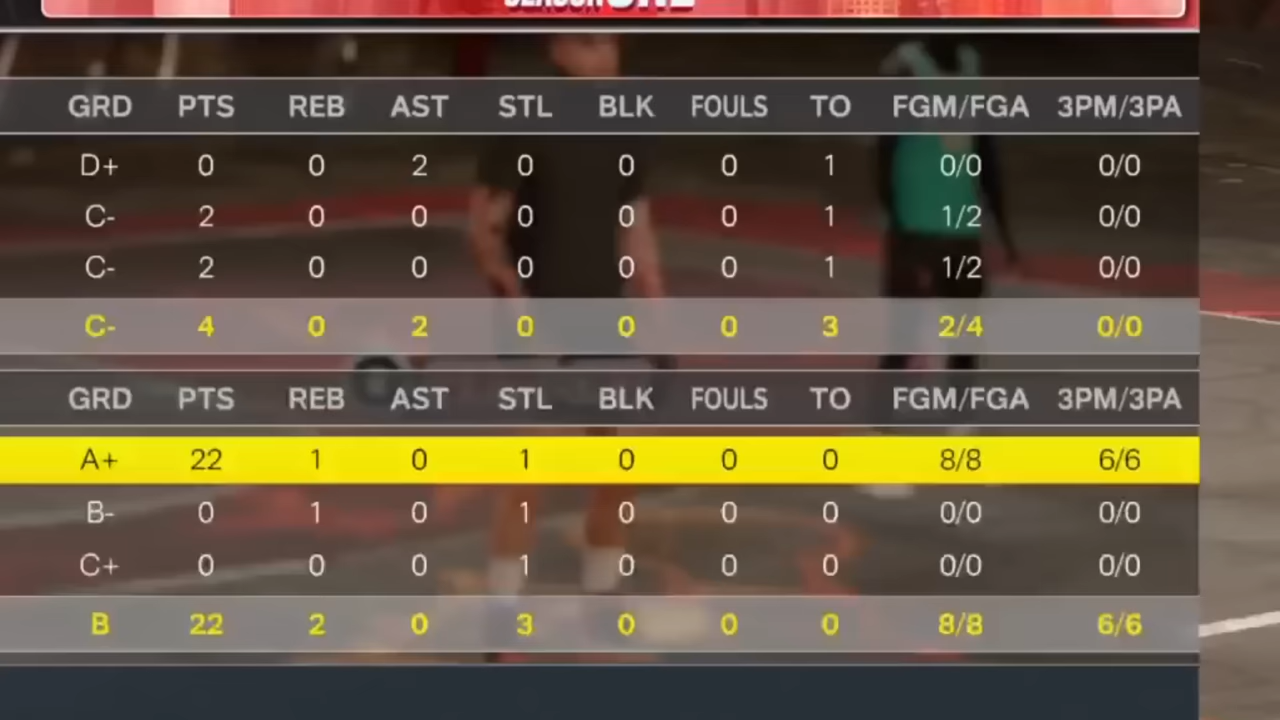 SEASON ONE
GRD PTS REB AST STL BLK FOULS TO FGM/FGA 3PM/3PA
D+ 0 0 2 0 0 0 1 0/0 0/0
C- 2 0 0 0 0 0 1 1/2 0/0
C- 2 0 0 0 0 0 1 1/2 0/0
C- 4 0 2 0 0 0 3 2/4 0/0
GRD PTS REB AST STL BLK FOULS TO FGM/FGA 3PM/3PA
A+ 22 1 0 1 0 0 0 8/8 6/6
B- 0 1 0 1 0 0 0 0/0 0/0
C+ 0 0 0 1 0 0 0 0/0 0/0
B 22 2 0 3 0 0 0 8/8 6/6